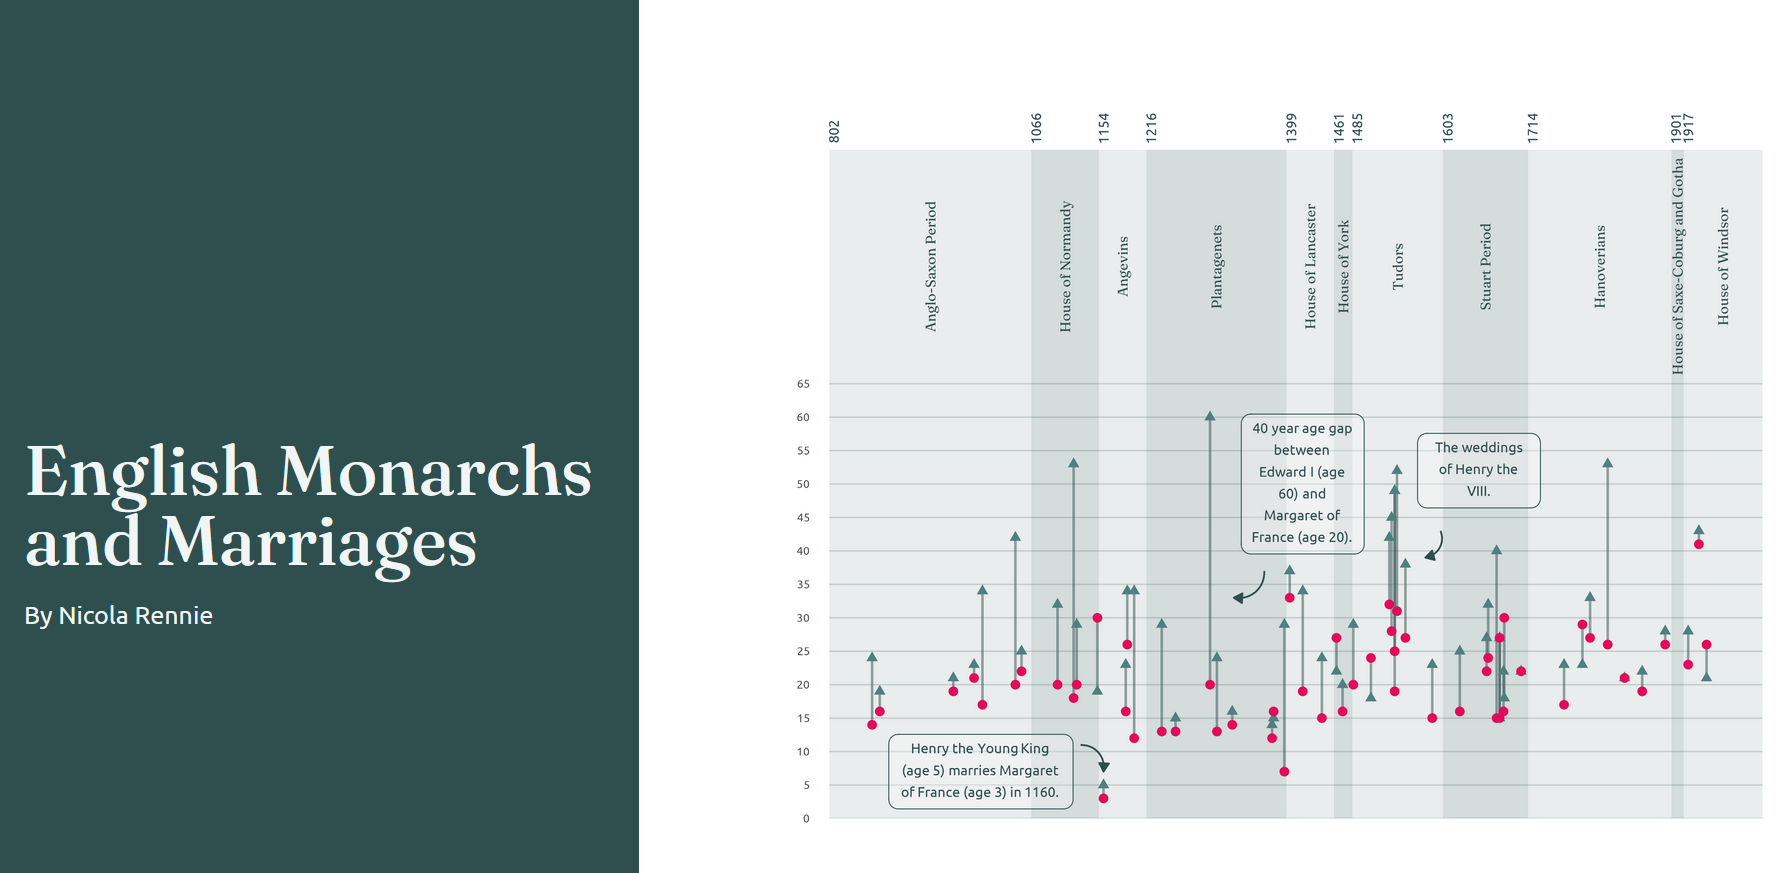 English Monarchs
and Marriages
By Nicola Rennie
802
1066
1154
1216
1399
1461
1485
1603
1714
1901
1917
Anglo-Saxon Period
House of Normandy
Angevins
Plantagenets
House of Lancaster
House of York
Tudors
Stuart Period
Hanoverians
House of Saxe-Coburg and Gotha
House of Windsor
65
60
55
50
45
40
35
30
25
20
15
10
5
0
40 year age gap
between
Edward I (age
60) and
Margaret of
France (age 20).
The weddings
of Henry the
VIII.
Henry the Young King
(age 5) marries Margaret
of France (age 3) in 1160.